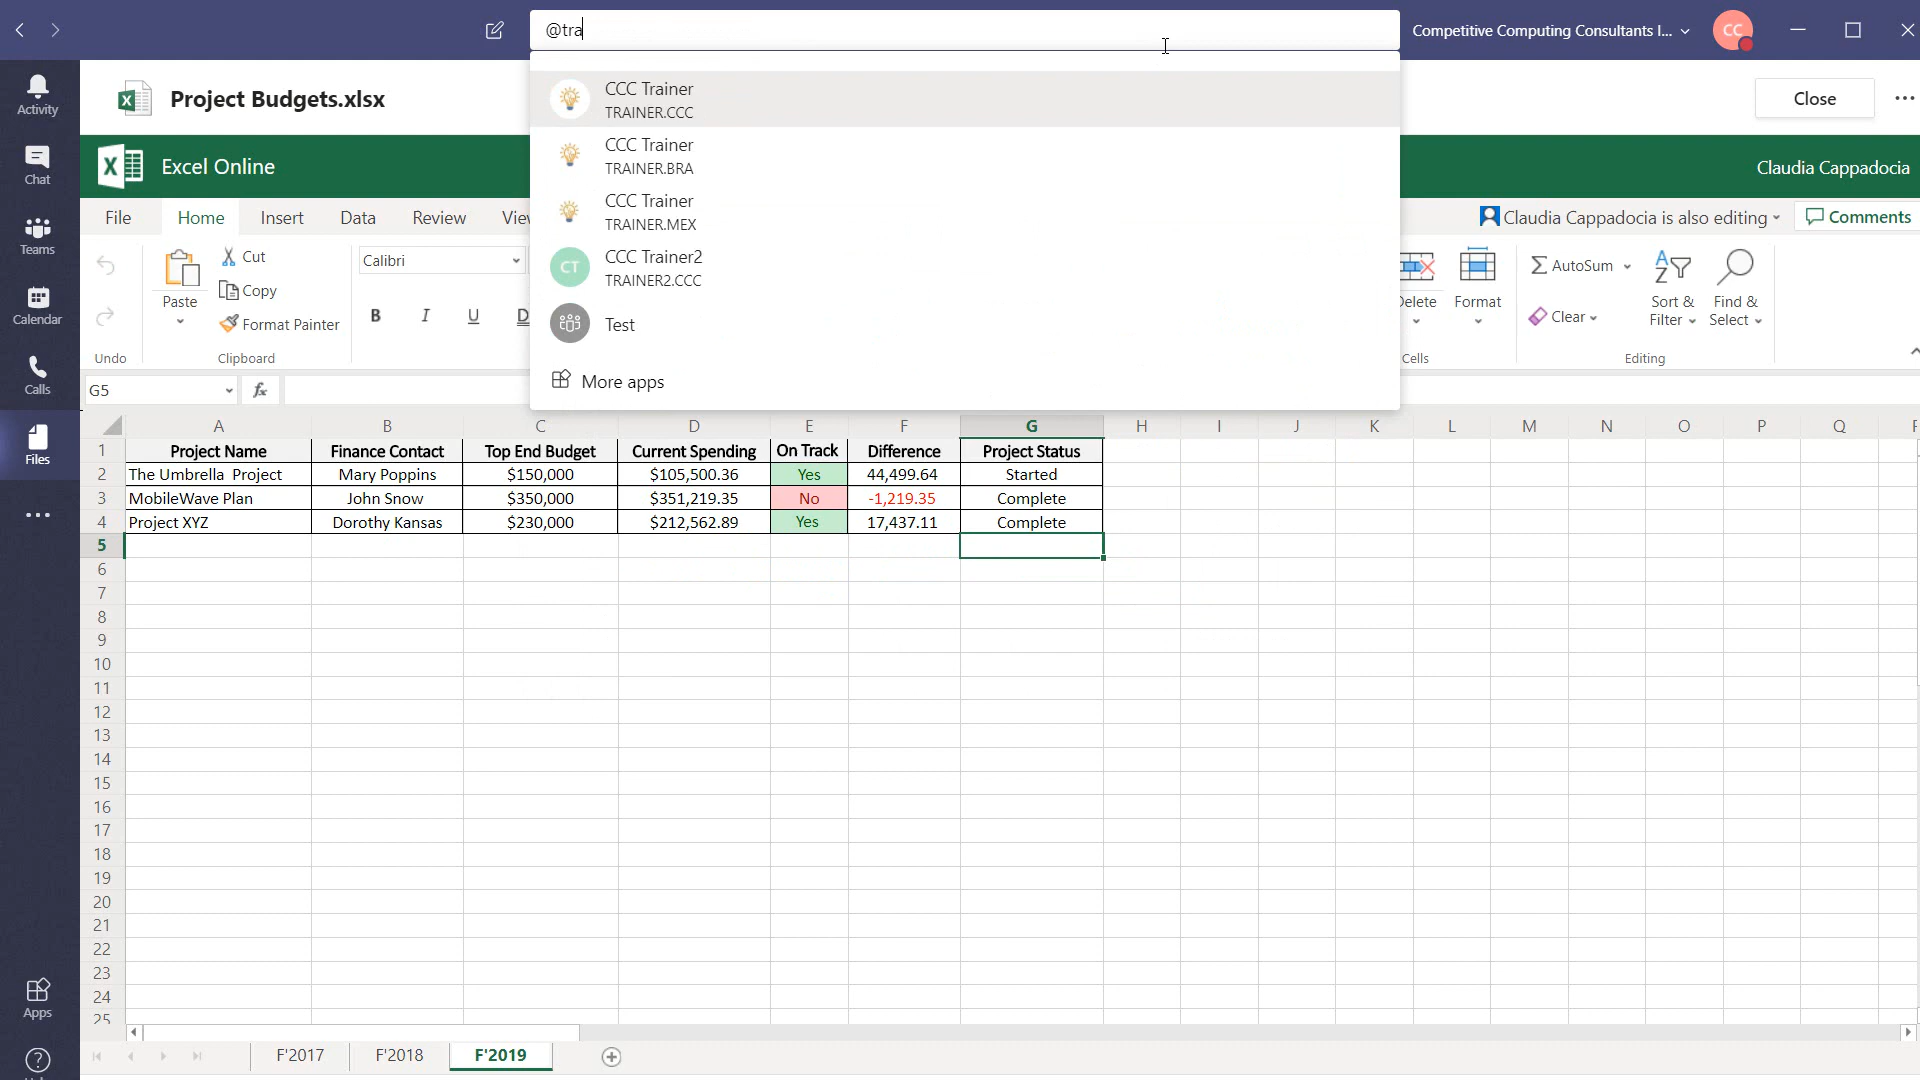 @tra
Competitive Computing Consultants I...
CC
Activity
Chat
Teams
Calendar
Calls
Files
Apps
Project Budgets.xlsx
Close
CCC Trainer
TRAINER.CCC
CCC Trainer
TRAINER.BRA
CCC Trainer
TRAINER.MEX
CT
CCC Trainer2
TRAINER2.CCC
Test
More apps
Excel Online
Claudia Cappadocia
File Home Insert Data Review
Claudia Cappadocia is also editing
Comments
Undo
Paste
Cut
Copy
Format Painter
Clipboard
Calibri
B I U D
Format
Cells
AutoSum
Clear
Sort & Filter
Find & Select
Editing
G5
fx
A B C D E F G H I J K L M N O P Q
1 Project Name Finance Contact Top End Budget Current Spending On Track Difference Project Status
2 The Umbrella Project Mary Poppins $150,000 $105,500.36 Yes 44,499.64 Started
3 MobileWave Plan John Snow $350,000 $351,219.35 No -1,219.35 Complete
4 Project XYZ Dorothy Kansas $230,000 $212,562.89 Yes 17,437.11 Complete
5
6
7
8
9
10
11
12
13
14
15
16
17
18
19
20
21
22
23
24
25
F'2017 F'2018 F'2019